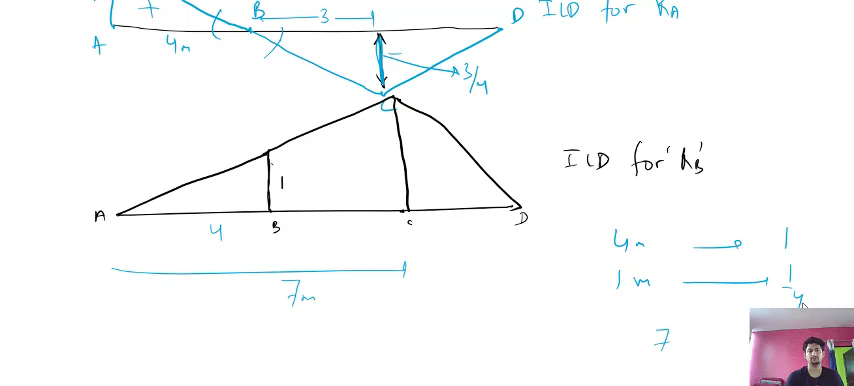 +
B 3
D ILD for RA
A 4m
3/4
C
ILD for 'RB'
1
A 4 B C D
4m 1
7m
1m 1/4
7